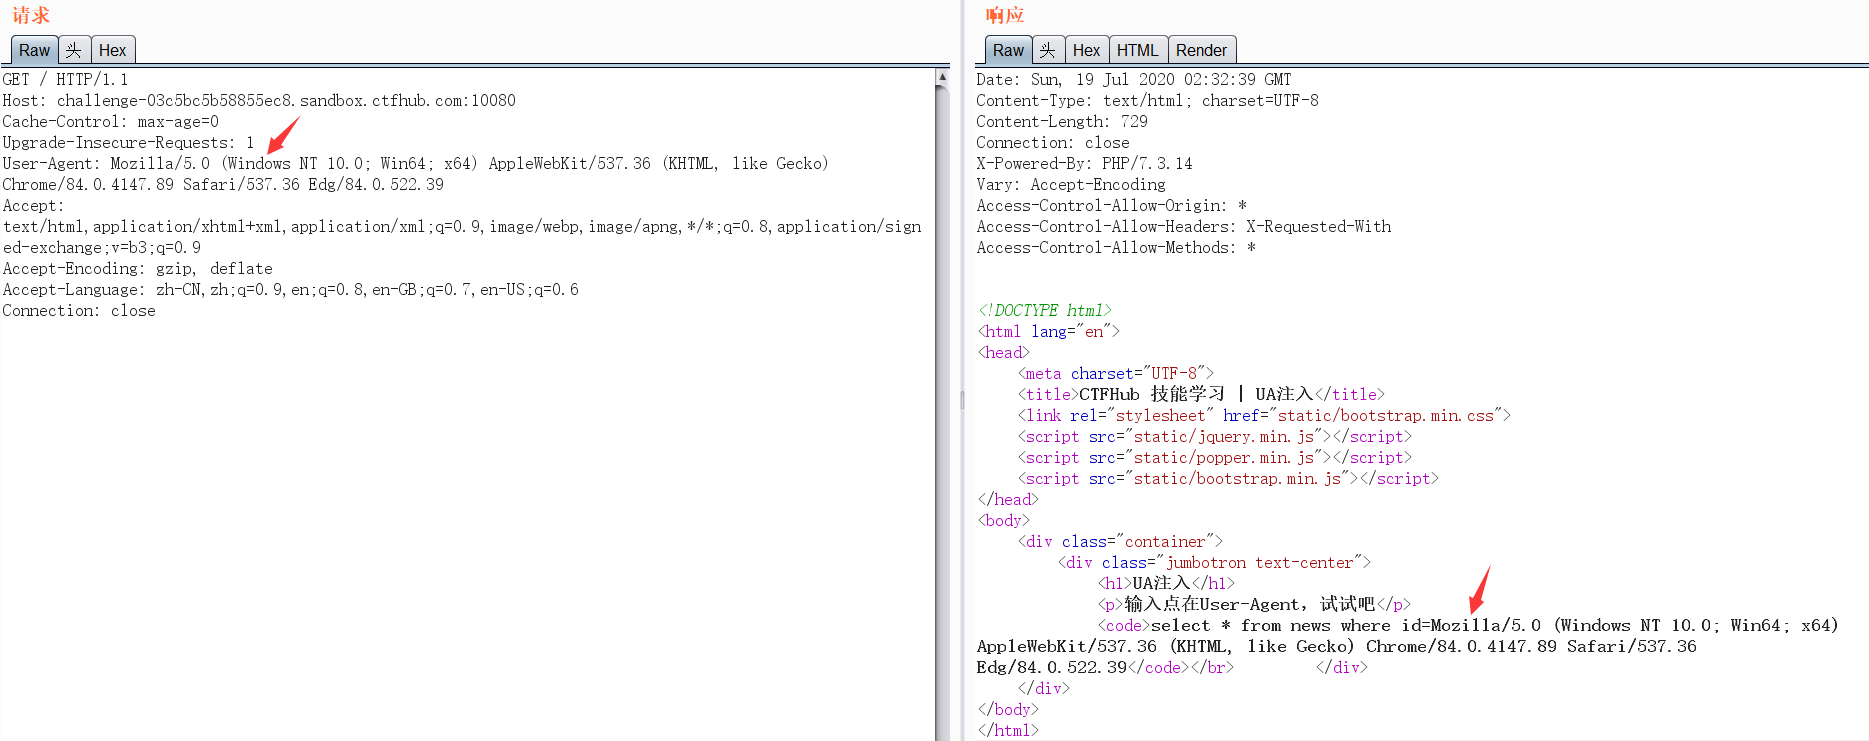 请求
Raw 头 Hex
GET / HTTP/1.1
Host: challenge-03c5bc5b58855ec8.sandbox.ctfhub.com:10080
Cache-Control: max-age=0
Upgrade-Insecure-Requests: 1
User-Agent: Mozilla/5.0 (Windows NT 10.0; Win64; x64) AppleWebKit/537.36 (KHTML, like Gecko)
Chrome/84.0.4147.89 Safari/537.36 Edg/84.0.522.39
Accept:
text/html,application/xhtml+xml,application/xml;q=0.9,image/webp,image/apng,*/*;q=0.8,application/sign
ed-exchange;v=b3;q=0.9
Accept-Encoding: gzip, deflate
Accept-Language: zh-CN,zh;q=0.9,en;q=0.8,en-GB;q=0.7,en-US;q=0.6
Connection: close
响应
Raw 头 Hex HTML Render
Date: Sun, 19 Jul 2020 02:32:39 GMT
Content-Type: text/html; charset=UTF-8
Content-Length: 729
Connection: close
X-Powered-By: PHP/7.3.14
Vary: Accept-Encoding
Access-Control-Allow-Origin: *
Access-Control-Allow-Headers: X-Requested-With
Access-Control-Allow-Methods: *
<!DOCTYPE html>
<html lang="en">
<head>
<meta charset="UTF-8">
<title>CTFHub 技能学习 | UA注入</title>
<link rel="stylesheet" href="static/bootstrap.min.css">
<script src="static/jquery.min.js"></script>
<script src="static/popper.min.js"></script>
<script src="static/bootstrap.min.js"></script>
</head>
<body>
<div class="container">
<div class="jumbotron text-center">
<h1>UA注入</h1>
<p>输入点在User-Agent，试试吧</p>
<code>select * from news where id=Mozilla/5.0 (Windows NT 10.0; Win64; x64)
AppleWebKit/537.36 (KHTML, like Gecko) Chrome/84.0.4147.89 Safari/537.36
Edg/84.0.522.39</code></br> </div>
</div>
</body>
</html>